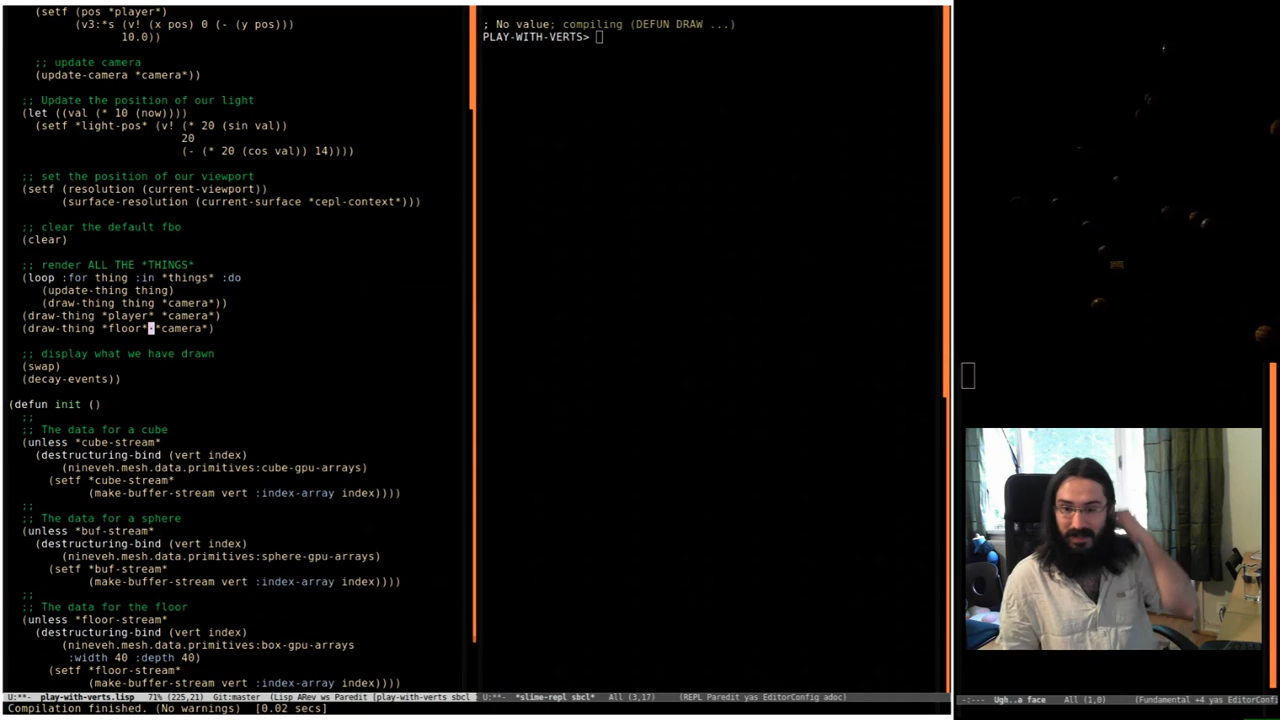 (setf (pos *player*)
(v3:*s (v! (x pos) 0 (- (y pos)))
10.0))
;; update camera
(update-camera *camera*))
;; Update the position of our light
(let ((val (* 10 (now))))
(setf *light-pos* (v! (* 20 (sin val))
20
(- (* 20 (cos val)) 14))))
;; set the position of our viewport
(setf (resolution (current-viewport))
(surface-resolution (current-surface *cepl-context*)))
;; clear the default fbo
(clear)
;; render ALL THE *THINGS*
(loop :for thing :in *things* :do
(update-thing thing)
(draw-thing thing *camera*))
(draw-thing *player* *camera*)
(draw-thing *floor* *camera*)
;; display what we have drawn
(swap)
(decay-events))
(defun init ()
;;
;; The data for a cube
(unless *cube-stream*
(destructuring-bind (vert index)
(nineveh.mesh.data.primitives:cube-gpu-arrays)
(setf *cube-stream*
(make-buffer-stream vert :index-array index))))
;;
;; The data for a sphere
(unless *buf-stream*
(destructuring-bind (vert index)
(nineveh.mesh.data.primitives:sphere-gpu-arrays)
(setf *buf-stream*
(make-buffer-stream vert :index-array index))))
;;
;; The data for the floor
(unless *floor-stream*
(destructuring-bind (vert index)
(nineveh.mesh.data.primitives:box-gpu-arrays
:width 40 :depth 40)
(setf *floor-stream*
(make-buffer-stream vert :index-array index))))
U:**- play-with-verts.lisp 71% (225,21) Git:master (Lisp ARev ws Paredit [play-with-verts sbcl
Compilation finished. (No warnings) [0.02 secs]
; No value; compiling (DEFUN DRAW ...)
PLAY-WITH-VERTS>
U:**- *slime-repl sbcl* All (3,17) (REPL Paredit yas EditorConfig adoc)
-:--- Ugh..a face All (1,0) (Fundamental +4 yas EditorConfi